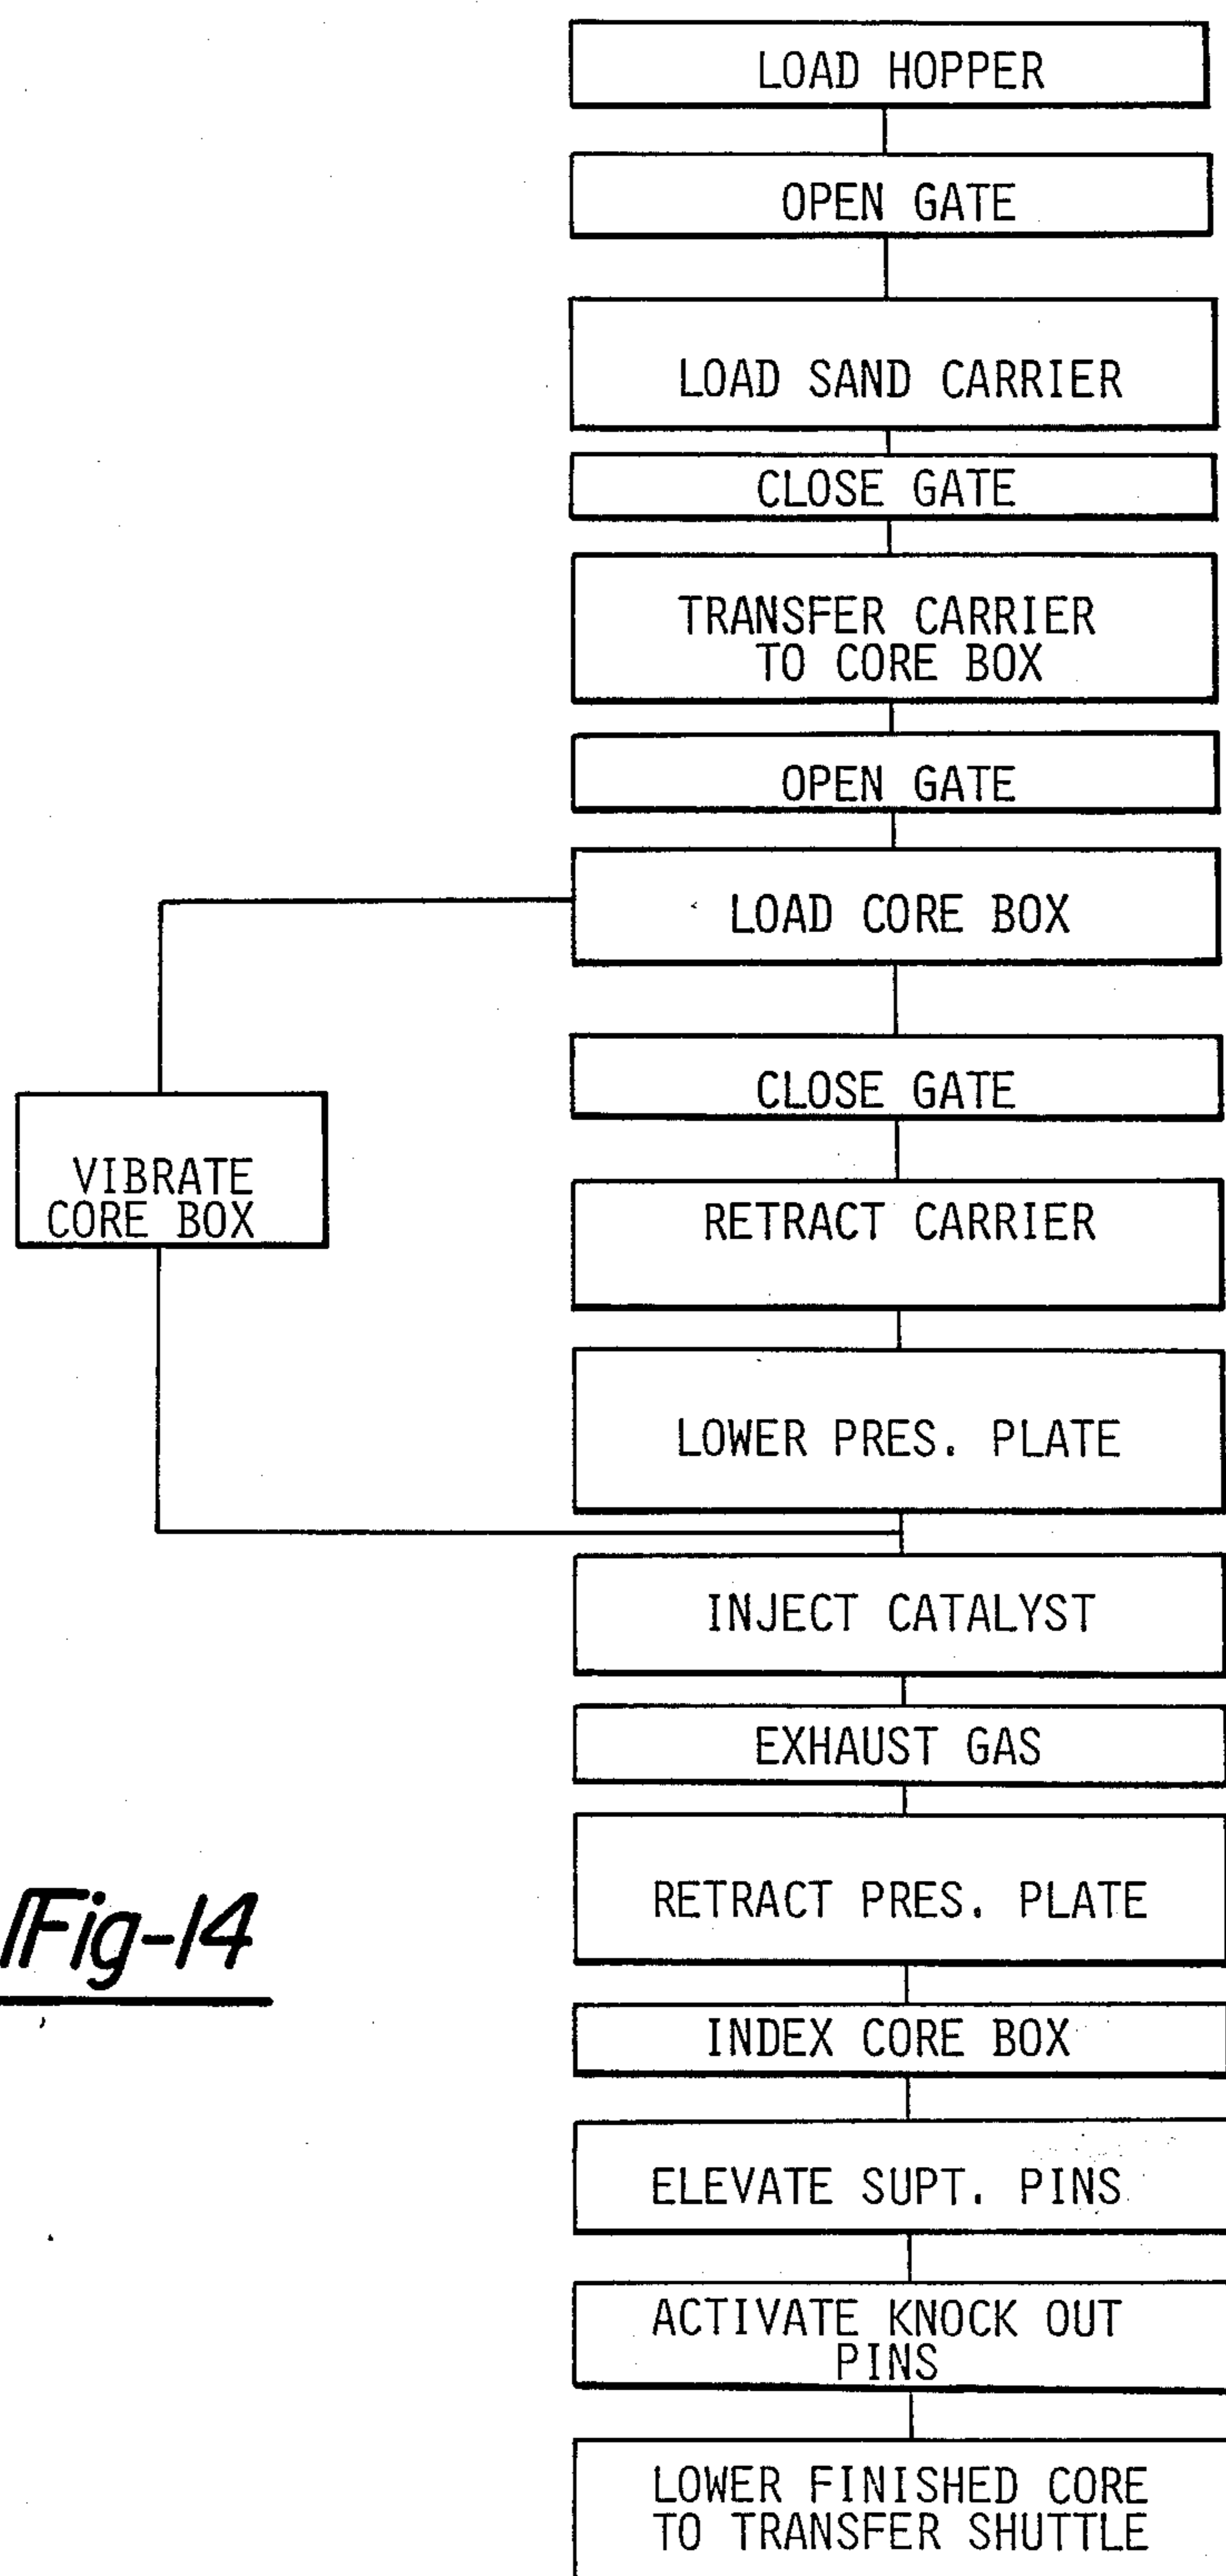 LOAD HOPPER
OPEN GATE
LOAD SAND CARRIER
CLOSE GATE
TRANSFER CARRIER
TO CORE BOX
OPEN GATE
LOAD CORE BOX
CLOSE GATE
VIBRATE
CORE BOX
RETRACT CARRIER
LOWER PRES. PLATE
INJECT CATALYST
EXHAUST GAS
RETRACT PRES. PLATE
Fig-14
INDEX CORE BOX
ELEVATE SUPT. PINS
ACTIVATE KNOCK OUT
PINS
LOWER FINISHED CORE
TO TRANSFER SHUTTLE